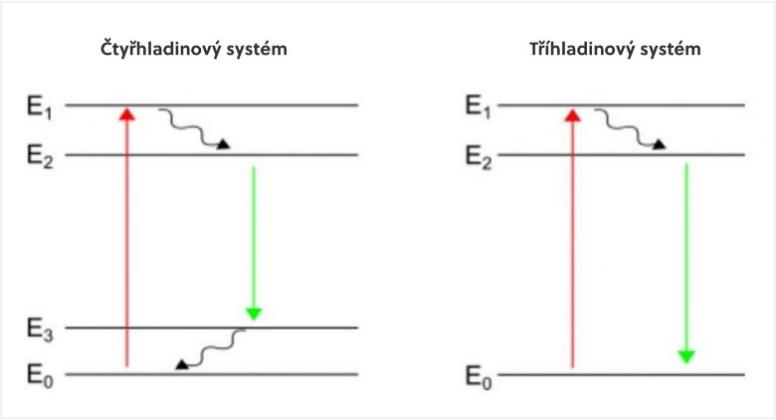 Čtyřhladinový systém
E₁
E₂
E₃
E₀
Tříhladinový systém
E₁
E₂
E₀